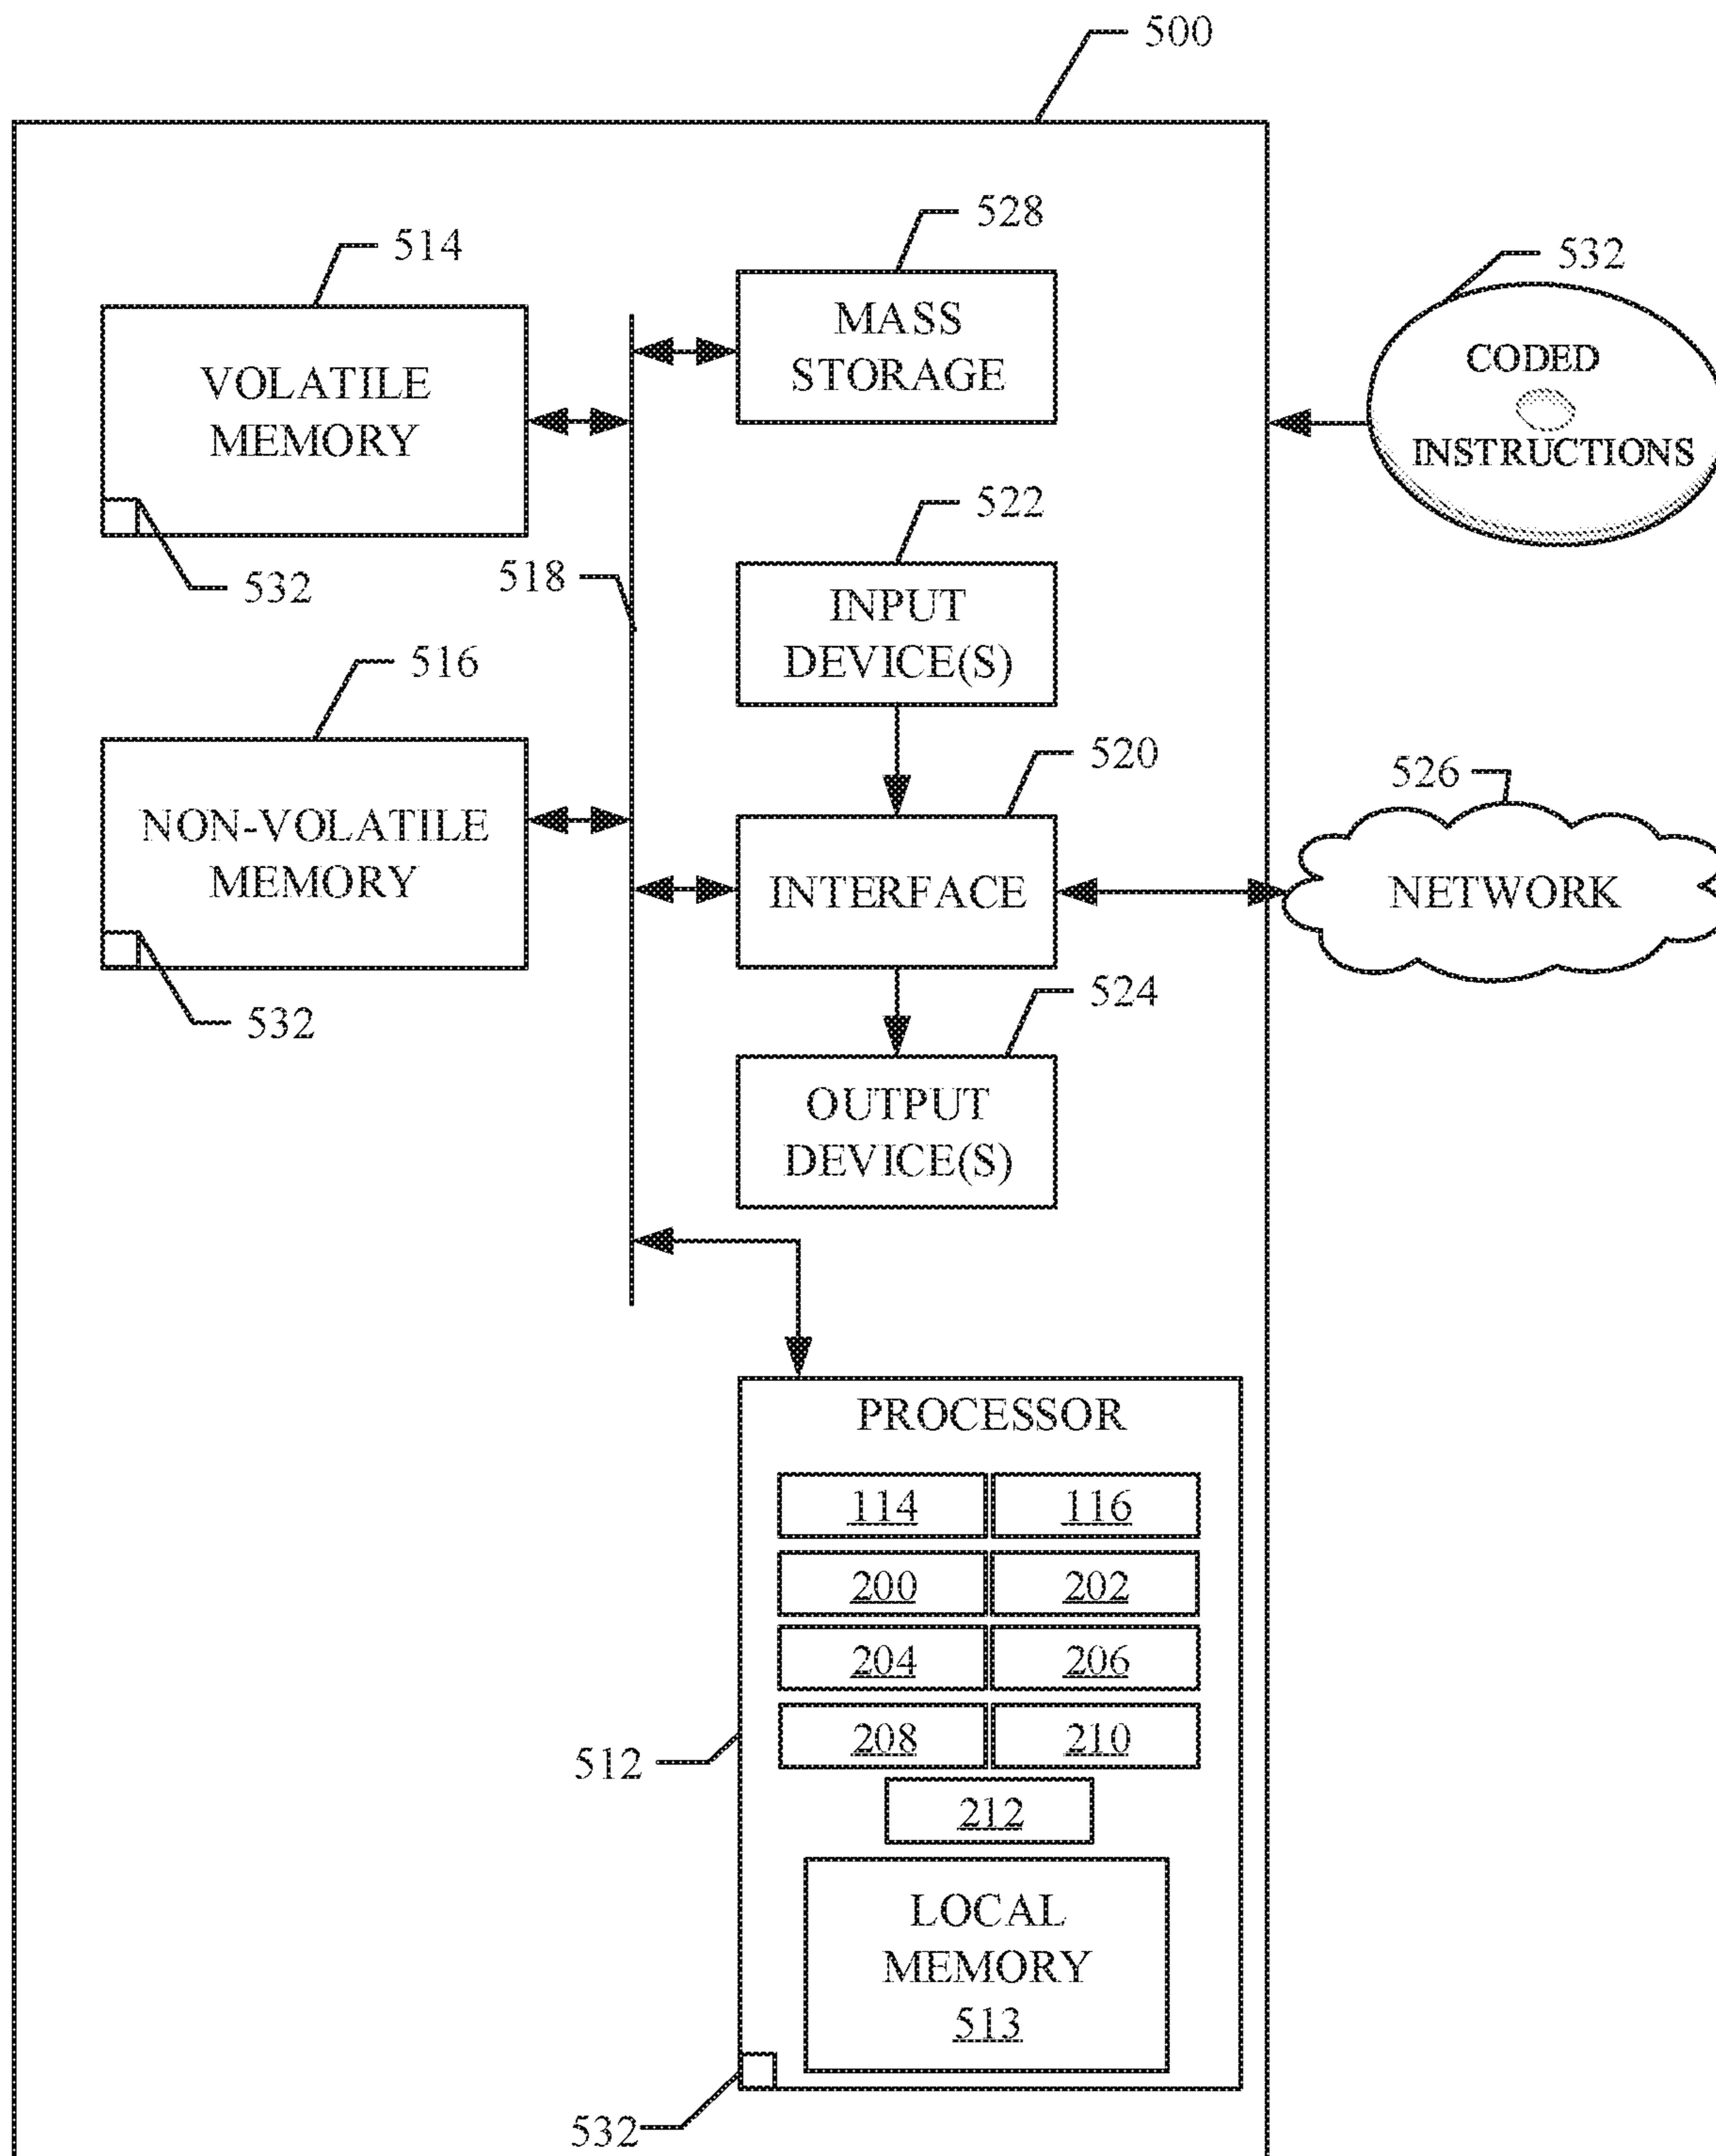 500
528
514
532
MASS
STORAGE
VOLATILE
MEMORY
CODED
INSTRUCTIONS
522
532
518
INPUT
DEVICE(S)
516
520
526
NON-VOLATILE
MEMORY
INTERFACE
NETWORK
532
524
OUTPUT
DEVICE(S)
PROCESSOR
114 116
200 202
204 206
208 210
512
212
LOCAL
MEMORY
513
532